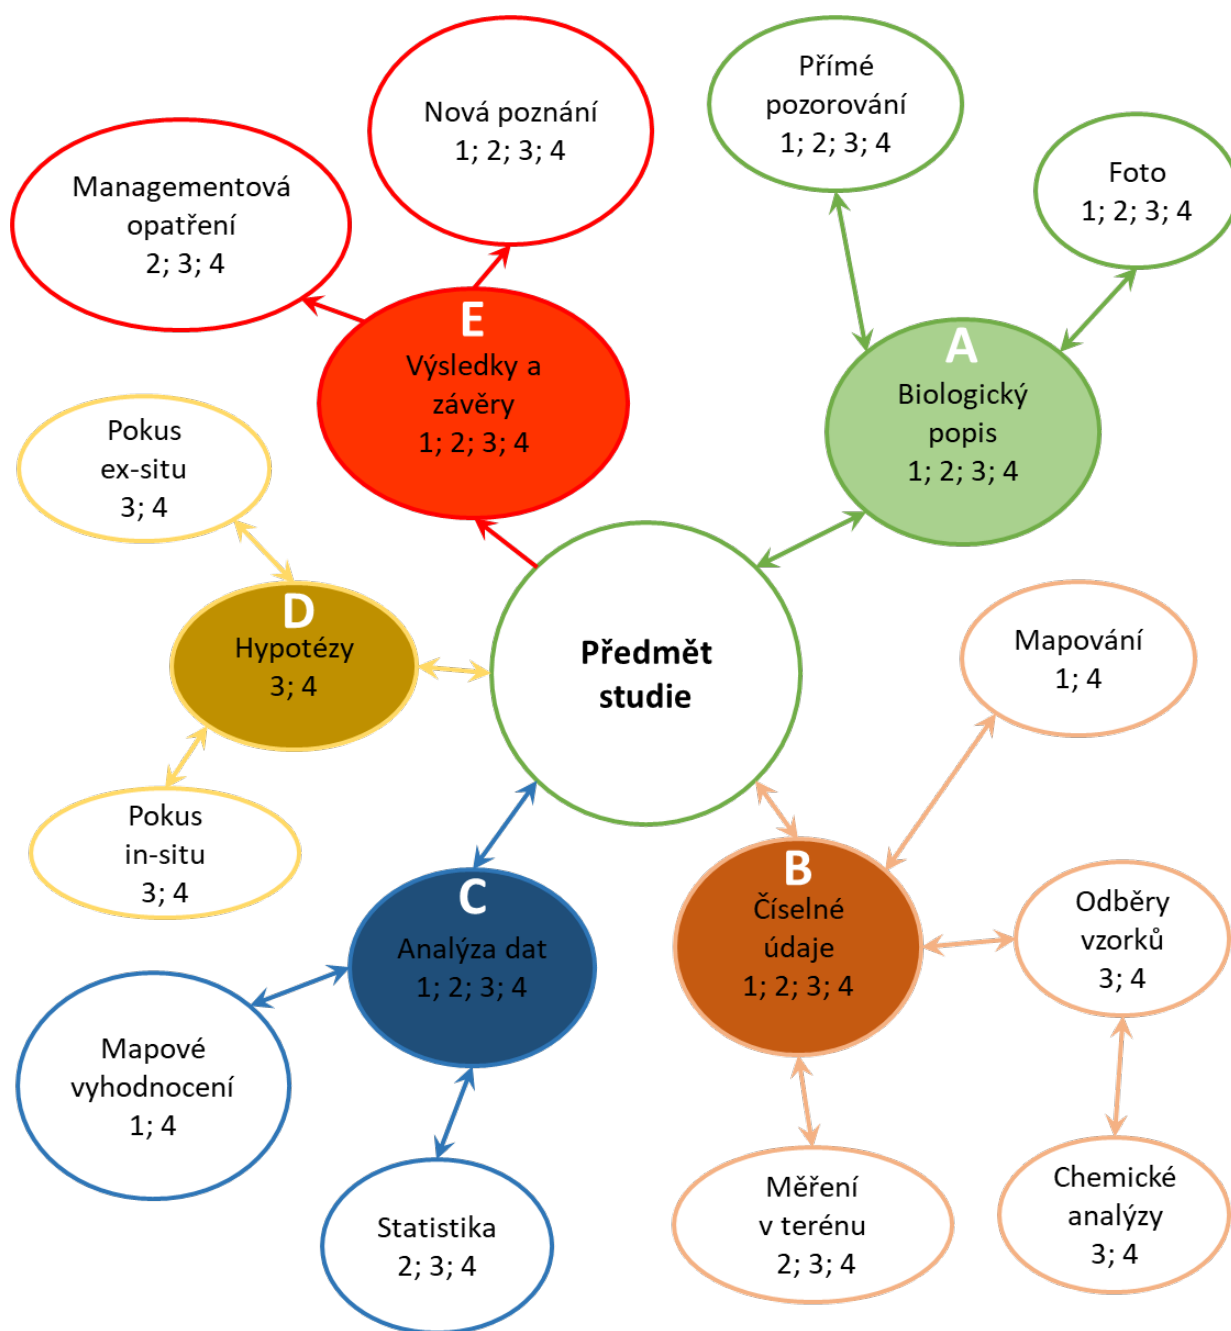 Nová poznání
1; 2; 3; 4
Managementová
opatření
2; 3; 4
E
Výsledky a
závěry
1; 2; 3; 4
Přímé
pozorování
1; 2; 3; 4
Foto
1; 2; 3; 4
A
Biologický
popis
1; 2; 3; 4
Pokus
ex-situ
3; 4
D
Hypotézy
3; 4
Pokus
in-situ
3; 4
Předmět
studie
Mapování
1; 4
B
Číselné
údaje
1; 2; 3; 4
Odběry
vzorků
3; 4
Chemické
analýzy
3; 4
Měření
v terénu
2; 3; 4
C
Analýza dat
1; 2; 3; 4
Mapové
vyhodnocení
1; 4
Statistika
2; 3; 4